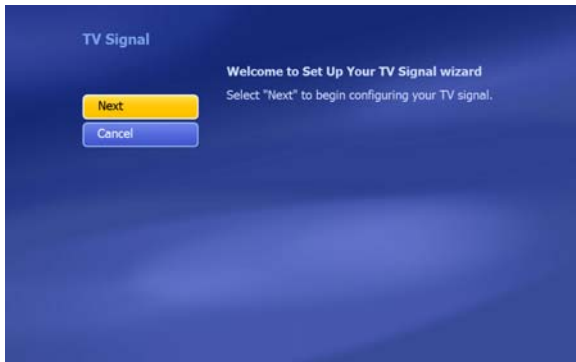 TV Signal
Welcome to Set Up Your TV Signal wizard
Select "Next" to begin configuring your TV signal.
Next
Cancel